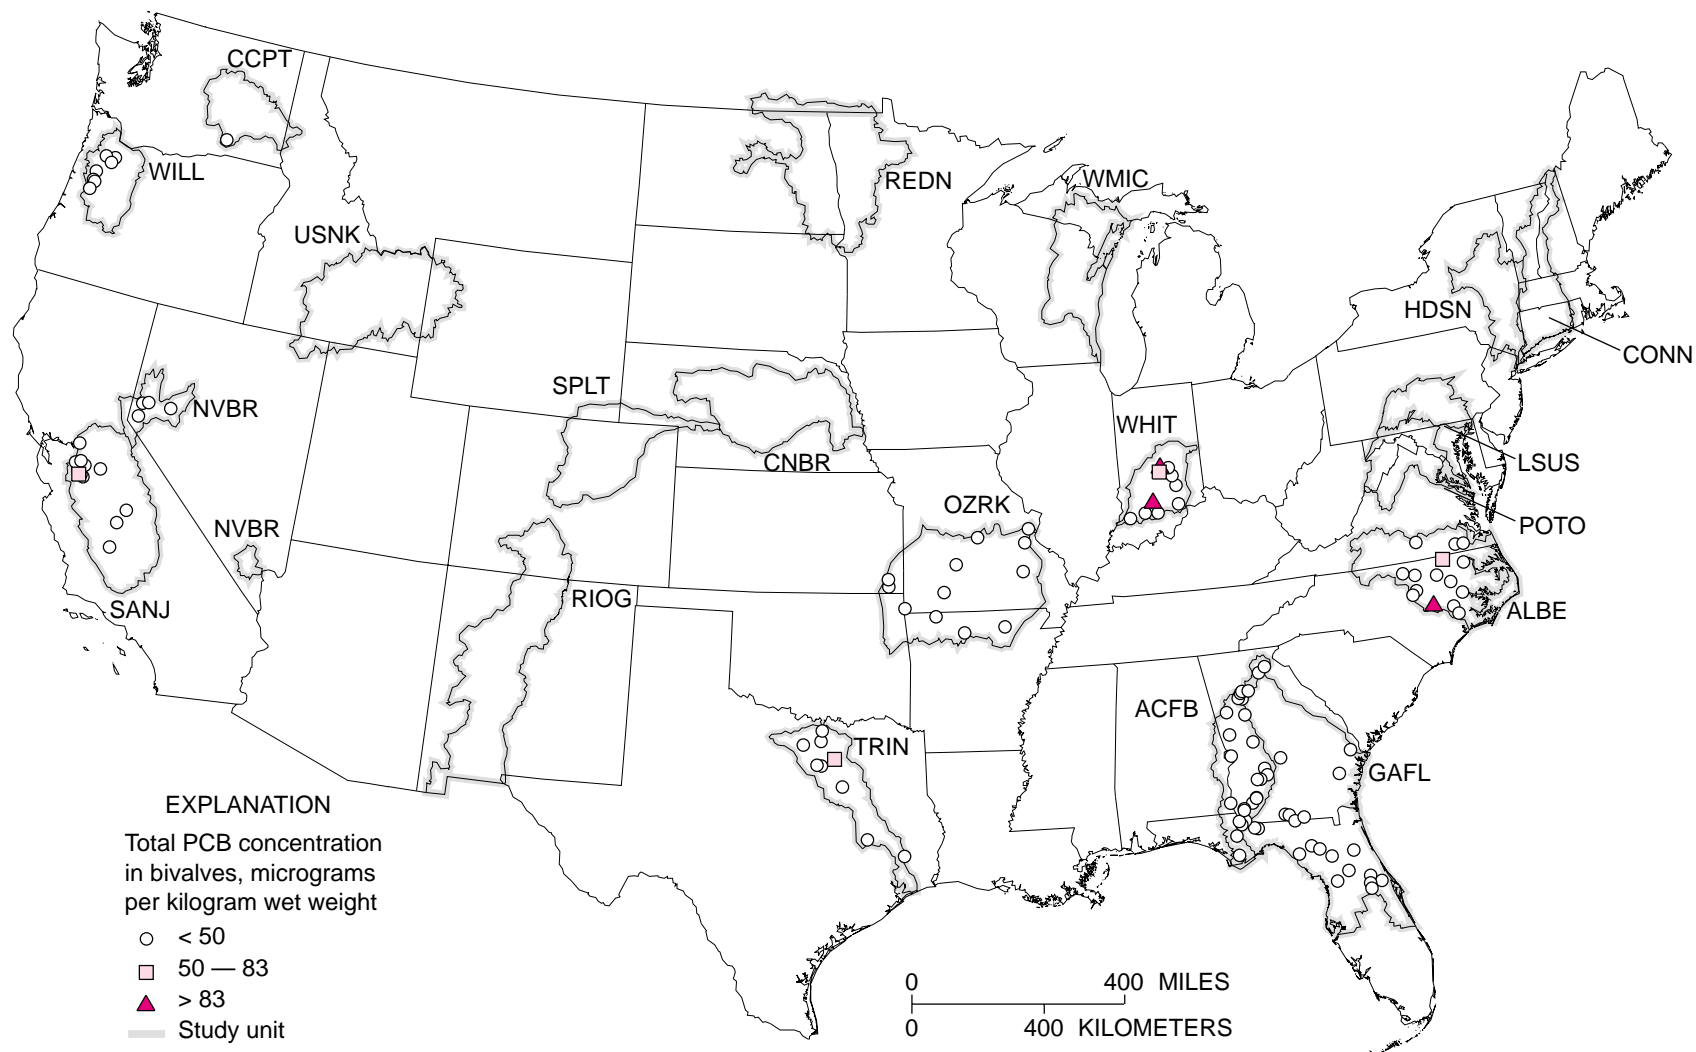 CCPT
WILL
REDN
WMIC
USNK
HDSN
CONN
SPLT
NVBR
WHIT
CNBR
LSUS
OZRK
NVBR
POTO
RIOG
SANJ
ALBE
ACFB
TRIN
GAFL
EXPLANATION
Total PCB concentration
in bivalves, micrograms
per kilogram wet weight
< 50
50 — 83
> 83
Study unit
0 400 MILES
0 400 KILOMETERS